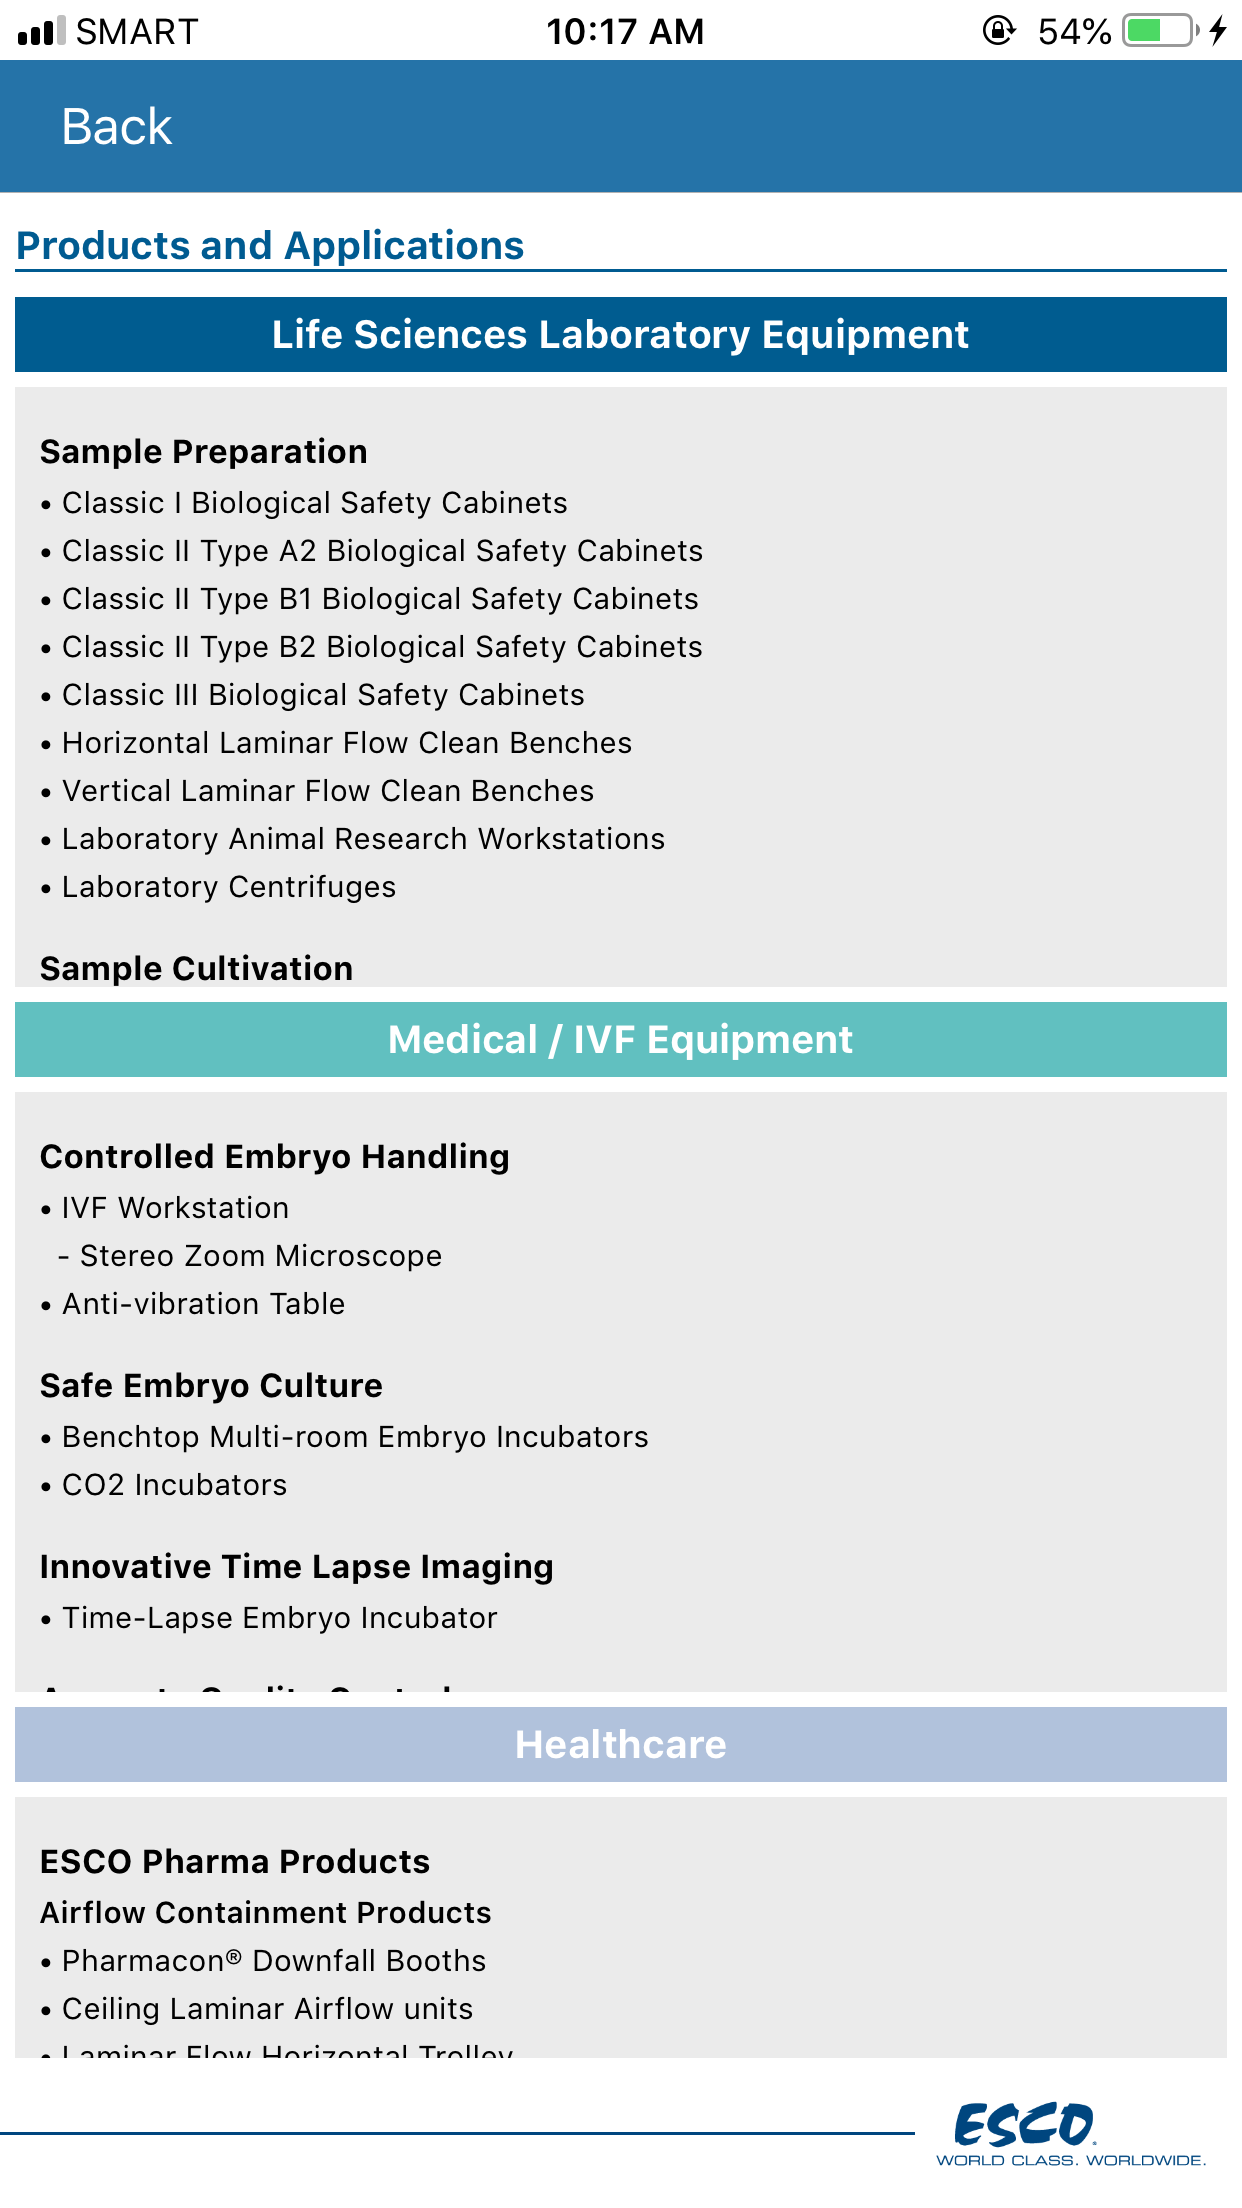 SMART 10:17 AM 54%
Back
Products and Applications
Life Sciences Laboratory Equipment
Sample Preparation
• Classic I Biological Safety Cabinets
• Classic II Type A2 Biological Safety Cabinets
• Classic II Type B1 Biological Safety Cabinets
• Classic II Type B2 Biological Safety Cabinets
• Classic III Biological Safety Cabinets
• Horizontal Laminar Flow Clean Benches
• Vertical Laminar Flow Clean Benches
• Laboratory Animal Research Workstations
• Laboratory Centrifuges
Sample Cultivation
Medical / IVF Equipment
Controlled Embryo Handling
• IVF Workstation
- Stereo Zoom Microscope
• Anti-vibration Table
Safe Embryo Culture
• Benchtop Multi-room Embryo Incubators
• CO2 Incubators
Innovative Time Lapse Imaging
• Time-Lapse Embryo Incubator
Healthcare
ESCO Pharma Products
Airflow Containment Products
• Pharmacon® Downfall Booths
• Ceiling Laminar Airflow units
• Laminar Flow Horizontal Trolley
ESCO
WORLD CLASS. WORLDWIDE.